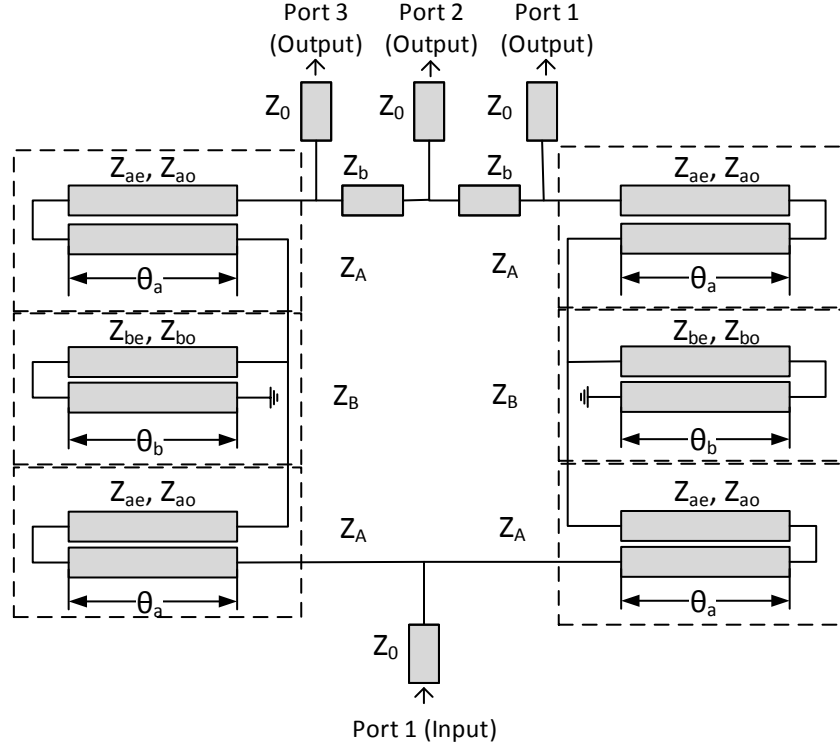 Port 3 Port 2 Port 1
(Output) (Output) (Output)
Z0 Z0 Z0
Zae, Zao Zb Zb Zae, Zao
θa ZA ZA θa
Zbe, Zbo Zbe, Zbo
ZB ZB
θb θb
Zae, Zao Zae, Zao
ZA ZA
θa θa
Z0
Port 1 (Input)